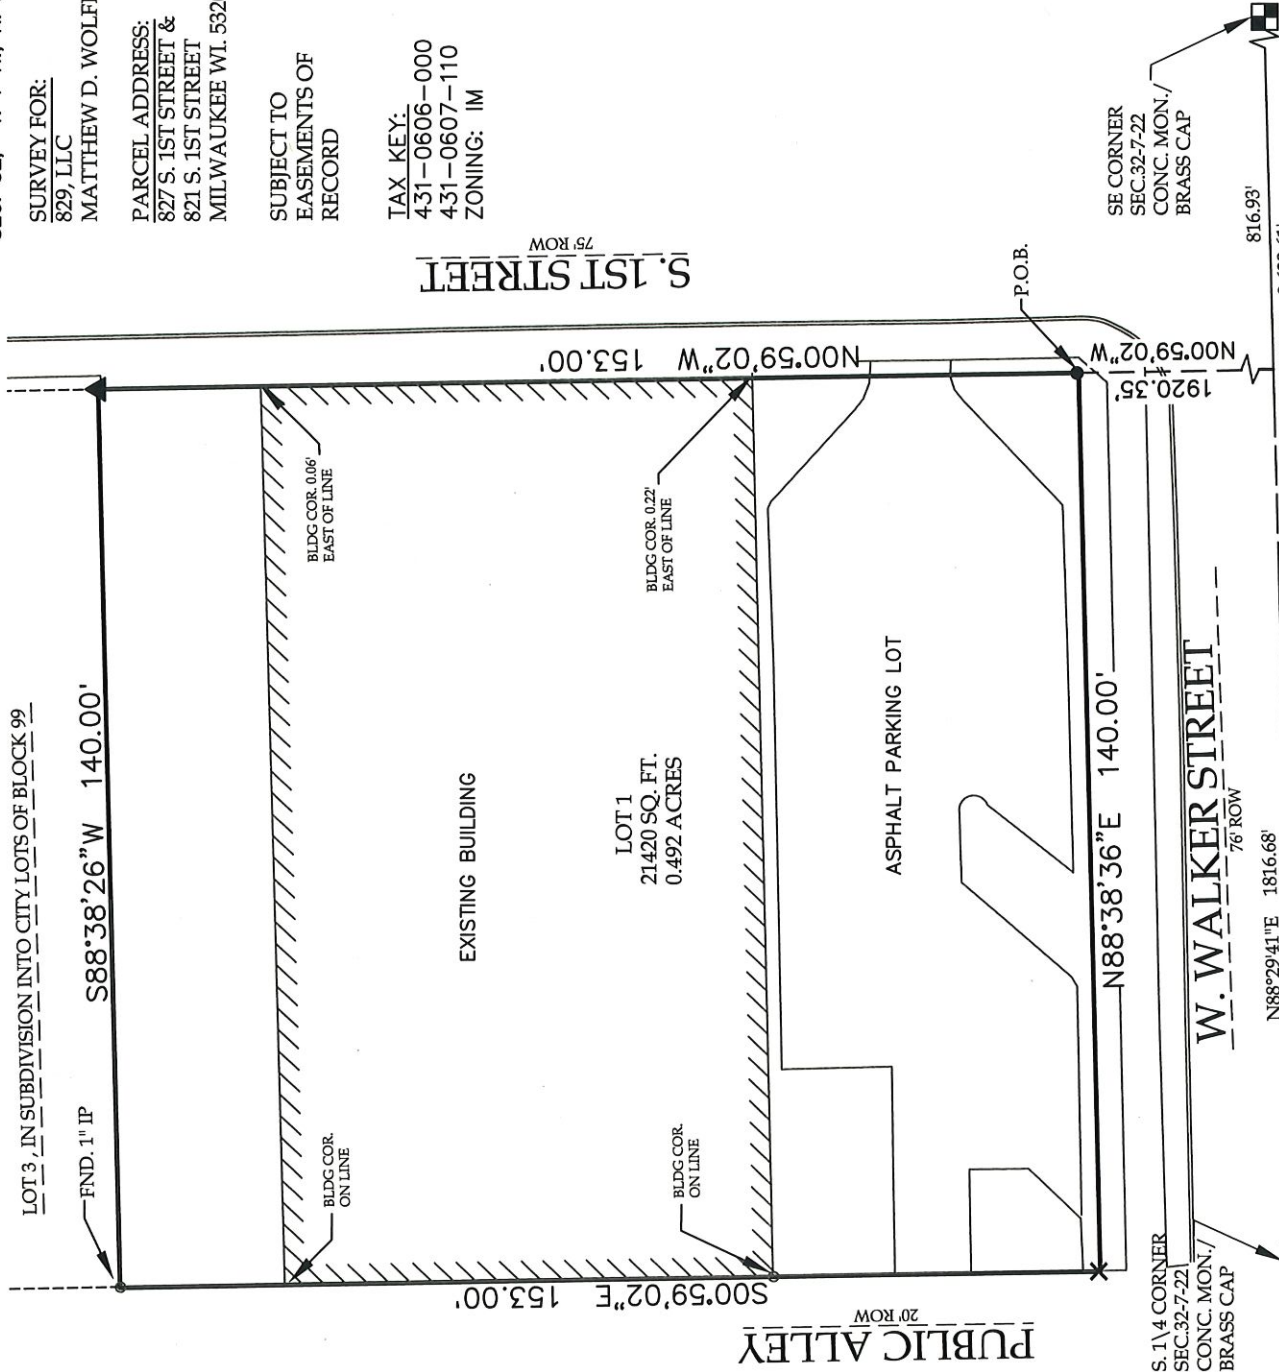 SURVEY FOR:
829, LLC
MATTHEW D.
PARCEL ADDRESS:
827 S. 1ST STREET &
821 S. 1ST STREET
MILWAUKEE WI.
SUBJECT TO
EASEMENTS OF
RECORD
TAX KEY:
431-0606-000
431-0607-110
ZONING: IM
LOT 3, IN SUBDIVISION INTO CITY LOTS OF BLOCK 99
S88°38'26"W 140.00'
FND. 1" IP
S. 1ST STREET
75' ROW
N00°59'02"W 153.00'
BLDG COR. 0.06'
EAST OF LINE
BLDG COR. 0.22'
EAST OF LINE
BLDG COR.
ON LINE
BLDG COR.
ON LINE
EXISTING BUILDING
LOT 1
21420 SQ. FT.
0.492 ACRES
ASPHALT PARKING LOT
S00°59'02"E 153.00'
PUBLIC ALLEY
20' ROW
N88°38'36"E 140.00'
P.O.B.
N00°59'02"W
1920.35'
W. WALKER STREET
76' ROW
SE CORNER
SEC.32-7-22
CONC. MON./
BRASS CAP
816.93'
N88°29'41"E 1816.68'
S. 1\4 CORNER
SEC.32-7-22
CONC. MON./
BRASS CAP